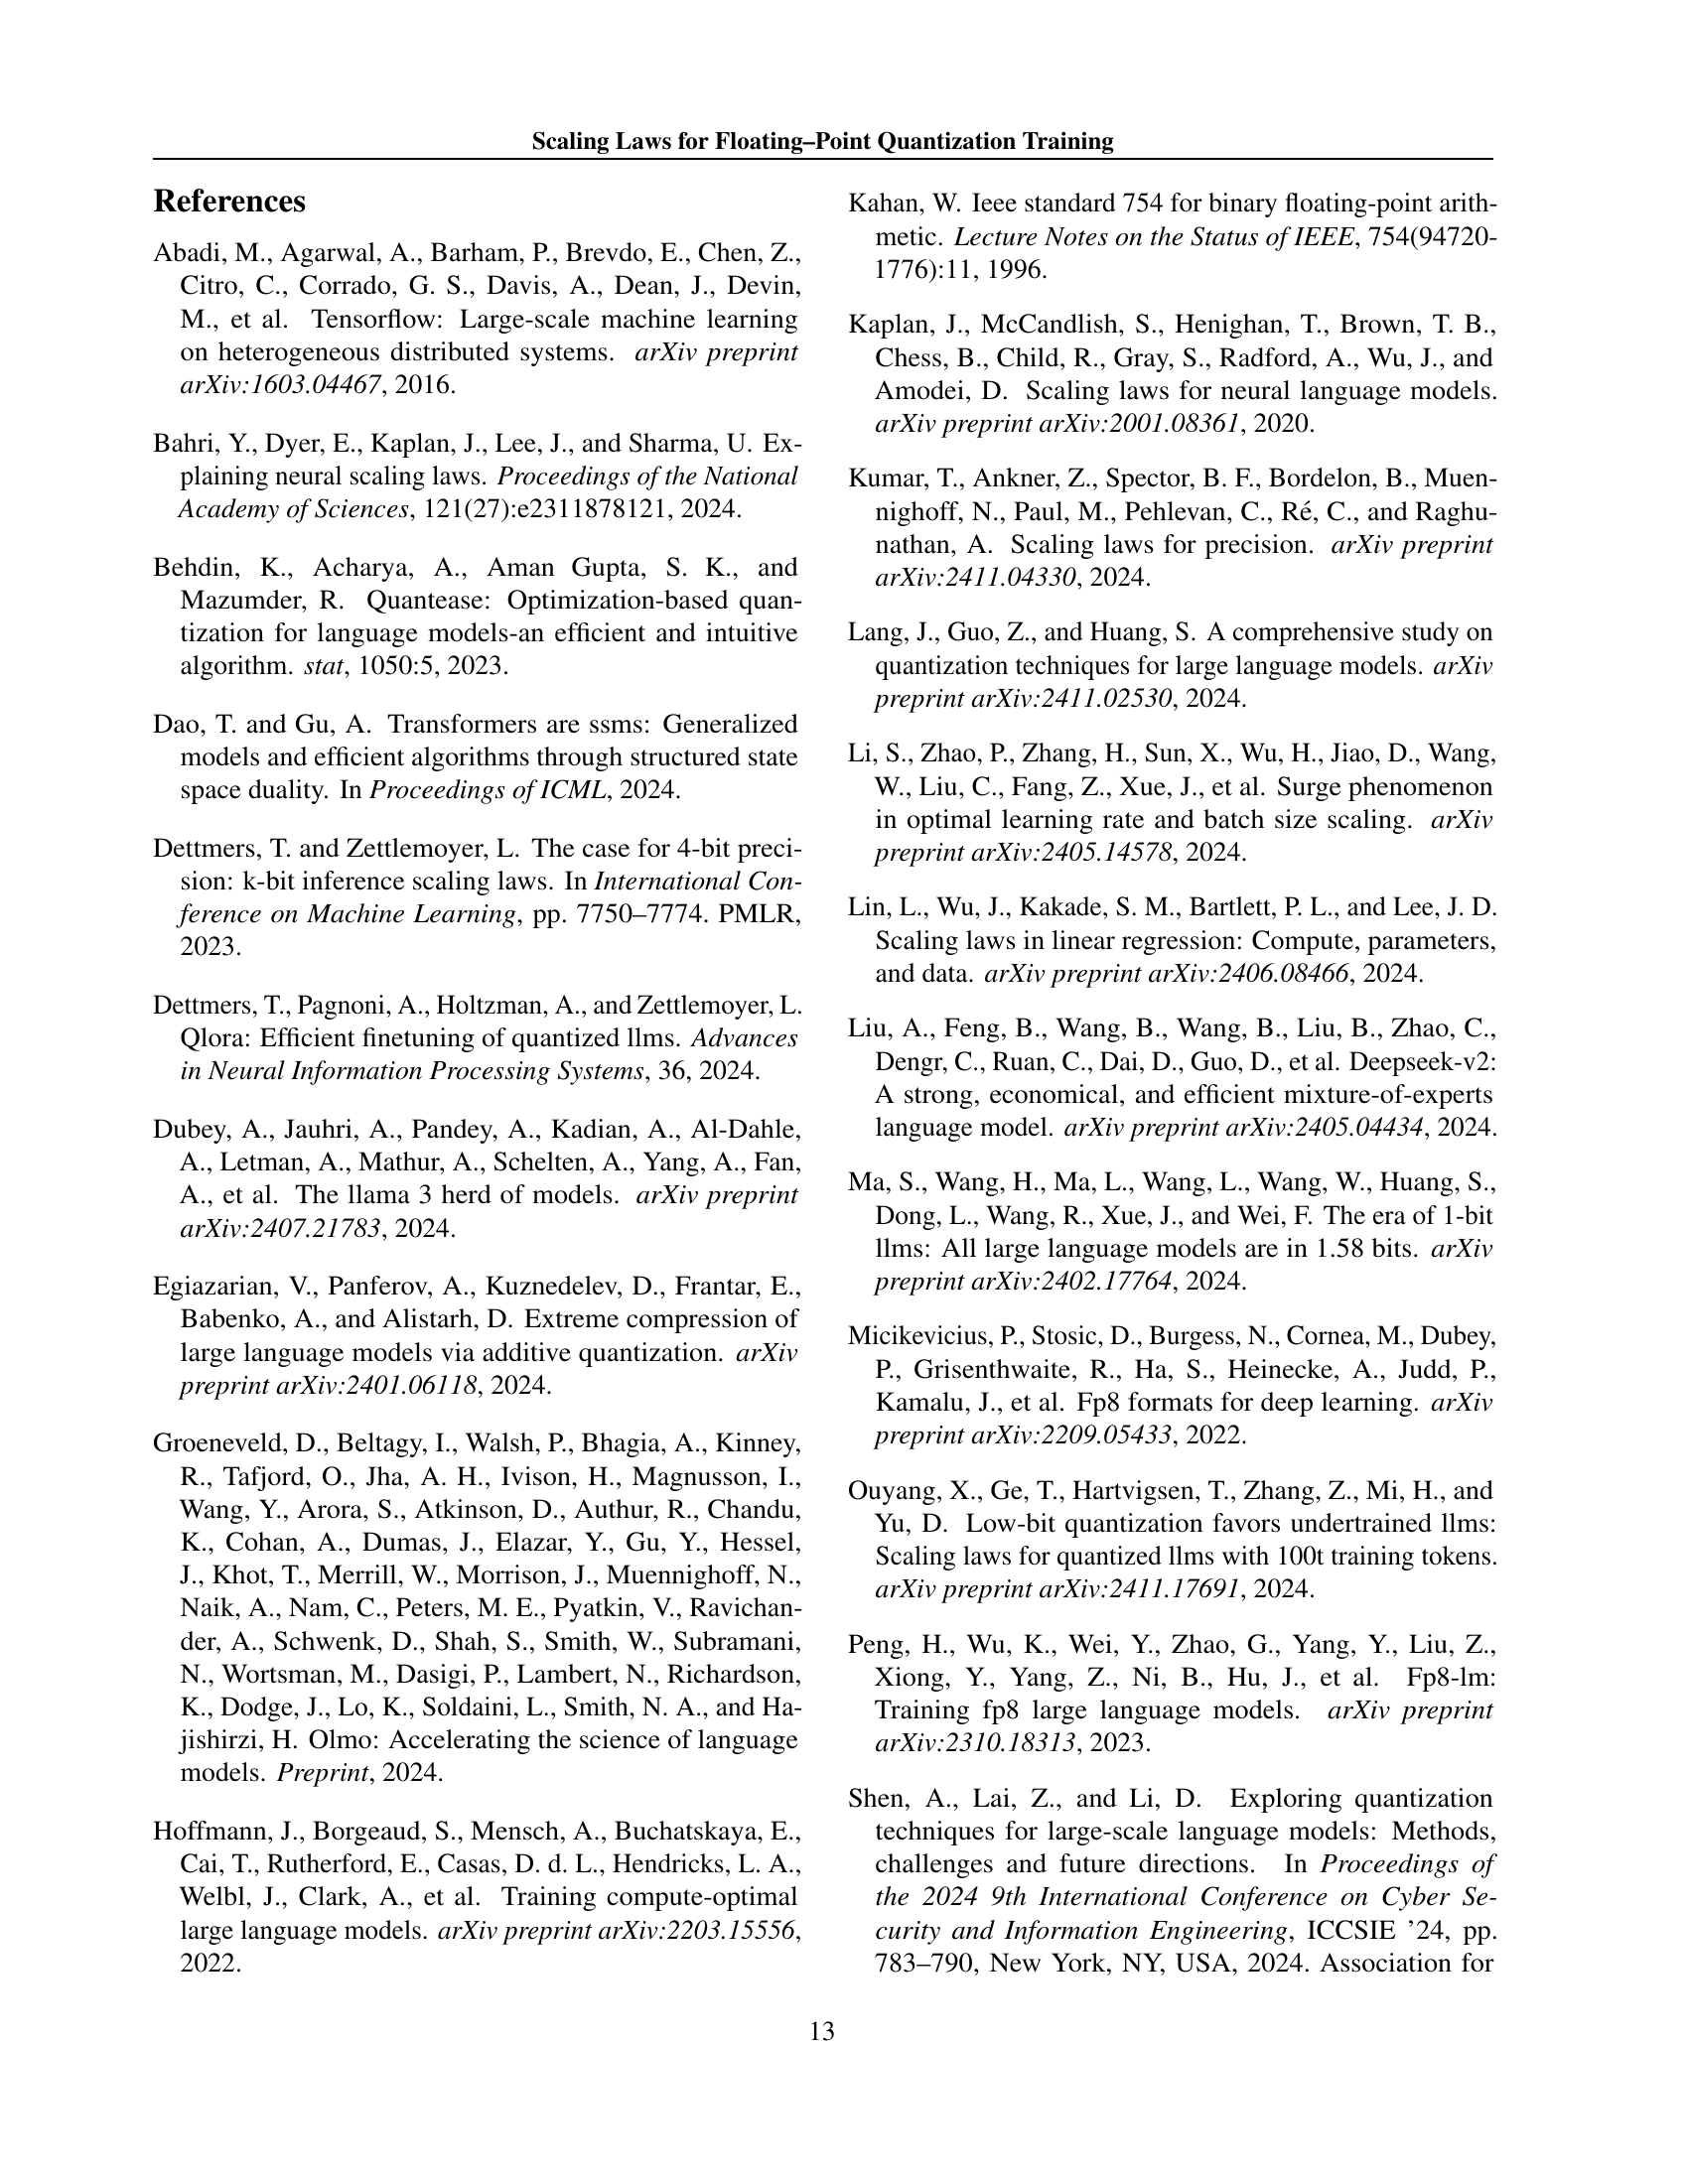 Scaling Laws for Floating–Point Quantization Training
References
Abadi, M., Agarwal, A., Barham, P., Brevdo, E., Chen, Z.,
Citro, C., Corrado, G. S., Davis, A., Dean, J., Devin,
M., et al. Tensorflow: Large-scale machine learning
on heterogeneous distributed systems. arXiv preprint
arXiv:1603.04467, 2016.
Bahri, Y., Dyer, E., Kaplan, J., Lee, J., and Sharma, U. Ex-
plaining neural scaling laws. Proceedings of the National
Academy of Sciences, 121(27):e2311878121, 2024.
Behdin, K., Acharya, A., Aman Gupta, S. K., and
Mazumder, R. Quantease: Optimization-based quan-
tization for language models-an efficient and intuitive
algorithm. stat, 1050:5, 2023.
Dao, T. and Gu, A. Transformers are ssms: Generalized
models and efficient algorithms through structured state
space duality. In Proceedings of ICML, 2024.
Dettmers, T. and Zettlemoyer, L. The case for 4-bit preci-
sion: k-bit inference scaling laws. In International Con-
ference on Machine Learning, pp. 7750–7774. PMLR,
2023.
Dettmers, T., Pagnoni, A., Holtzman, A., and Zettlemoyer, L.
Qlora: Efficient finetuning of quantized llms. Advances
in Neural Information Processing Systems, 36, 2024.
Dubey, A., Jauhri, A., Pandey, A., Kadian, A., Al-Dahle,
A., Letman, A., Mathur, A., Schelten, A., Yang, A., Fan,
A., et al. The llama 3 herd of models. arXiv preprint
arXiv:2407.21783, 2024.
Egiazarian, V., Panferov, A., Kuznedelev, D., Frantar, E.,
Babenko, A., and Alistarh, D. Extreme compression of
large language models via additive quantization. arXiv
preprint arXiv:2401.06118, 2024.
Groeneveld, D., Beltagy, I., Walsh, P., Bhagia, A., Kinney,
R., Tafjord, O., Jha, A. H., Ivison, H., Magnusson, I.,
Wang, Y., Arora, S., Atkinson, D., Authur, R., Chandu,
K., Cohan, A., Dumas, J., Elazar, Y., Gu, Y., Hessel,
J., Khot, T., Merrill, W., Morrison, J., Muennighoff, N.,
Naik, A., Nam, C., Peters, M. E., Pyatkin, V., Ravichan-
der, A., Schwenk, D., Shah, S., Smith, W., Subramani,
N., Wortsman, M., Dasigi, P., Lambert, N., Richardson,
K., Dodge, J., Lo, K., Soldaini, L., Smith, N. A., and Ha-
jishirzi, H. Olmo: Accelerating the science of language
models. Preprint, 2024.
Hoffmann, J., Borgeaud, S., Mensch, A., Buchatskaya, E.,
Cai, T., Rutherford, E., Casas, D. d. L., Hendricks, L. A.,
Welbl, J., Clark, A., et al. Training compute-optimal
large language models. arXiv preprint arXiv:2203.15556,
2022.
Kahan, W. Ieee standard 754 for binary floating-point arith-
metic. Lecture Notes on the Status of IEEE, 754(94720-
1776):11, 1996.
Kaplan, J., McCandlish, S., Henighan, T., Brown, T. B.,
Chess, B., Child, R., Gray, S., Radford, A., Wu, J., and
Amodei, D. Scaling laws for neural language models.
arXiv preprint arXiv:2001.08361, 2020.
Kumar, T., Ankner, Z., Spector, B. F., Bordelon, B., Muen-
nighoff, N., Paul, M., Pehlevan, C., Ré, C., and Raghu-
nathan, A. Scaling laws for precision. arXiv preprint
arXiv:2411.04330, 2024.
Lang, J., Guo, Z., and Huang, S. A comprehensive study on
quantization techniques for large language models. arXiv
preprint arXiv:2411.02530, 2024.
Li, S., Zhao, P., Zhang, H., Sun, X., Wu, H., Jiao, D., Wang,
W., Liu, C., Fang, Z., Xue, J., et al. Surge phenomenon
in optimal learning rate and batch size scaling. arXiv
preprint arXiv:2405.14578, 2024.
Lin, L., Wu, J., Kakade, S. M., Bartlett, P. L., and Lee, J. D.
Scaling laws in linear regression: Compute, parameters,
and data. arXiv preprint arXiv:2406.08466, 2024.
Liu, A., Feng, B., Wang, B., Wang, B., Liu, B., Zhao, C.,
Dengr, C., Ruan, C., Dai, D., Guo, D., et al. Deepseek-v2:
A strong, economical, and efficient mixture-of-experts
language model. arXiv preprint arXiv:2405.04434, 2024.
Ma, S., Wang, H., Ma, L., Wang, L., Wang, W., Huang, S.,
Dong, L., Wang, R., Xue, J., and Wei, F. The era of 1-bit
llms: All large language models are in 1.58 bits. arXiv
preprint arXiv:2402.17764, 2024.
Micikevicius, P., Stosic, D., Burgess, N., Cornea, M., Dubey,
P., Grisenthwaite, R., Ha, S., Heinecke, A., Judd, P.,
Kamalu, J., et al. Fp8 formats for deep learning. arXiv
preprint arXiv:2209.05433, 2022.
Ouyang, X., Ge, T., Hartvigsen, T., Zhang, Z., Mi, H., and
Yu, D. Low-bit quantization favors undertrained llms:
Scaling laws for quantized llms with 100t training tokens.
arXiv preprint arXiv:2411.17691, 2024.
Peng, H., Wu, K., Wei, Y., Zhao, G., Yang, Y., Liu, Z.,
Xiong, Y., Yang, Z., Ni, B., Hu, J., et al. Fp8-lm:
Training fp8 large language models. arXiv preprint
arXiv:2310.18313, 2023.
Shen, A., Lai, Z., and Li, D. Exploring quantization
techniques for large-scale language models: Methods,
challenges and future directions. In Proceedings of
the 2024 9th International Conference on Cyber Se-
curity and Information Engineering, ICCSIE ’24, pp.
783–790, New York, NY, USA, 2024. Association for
13